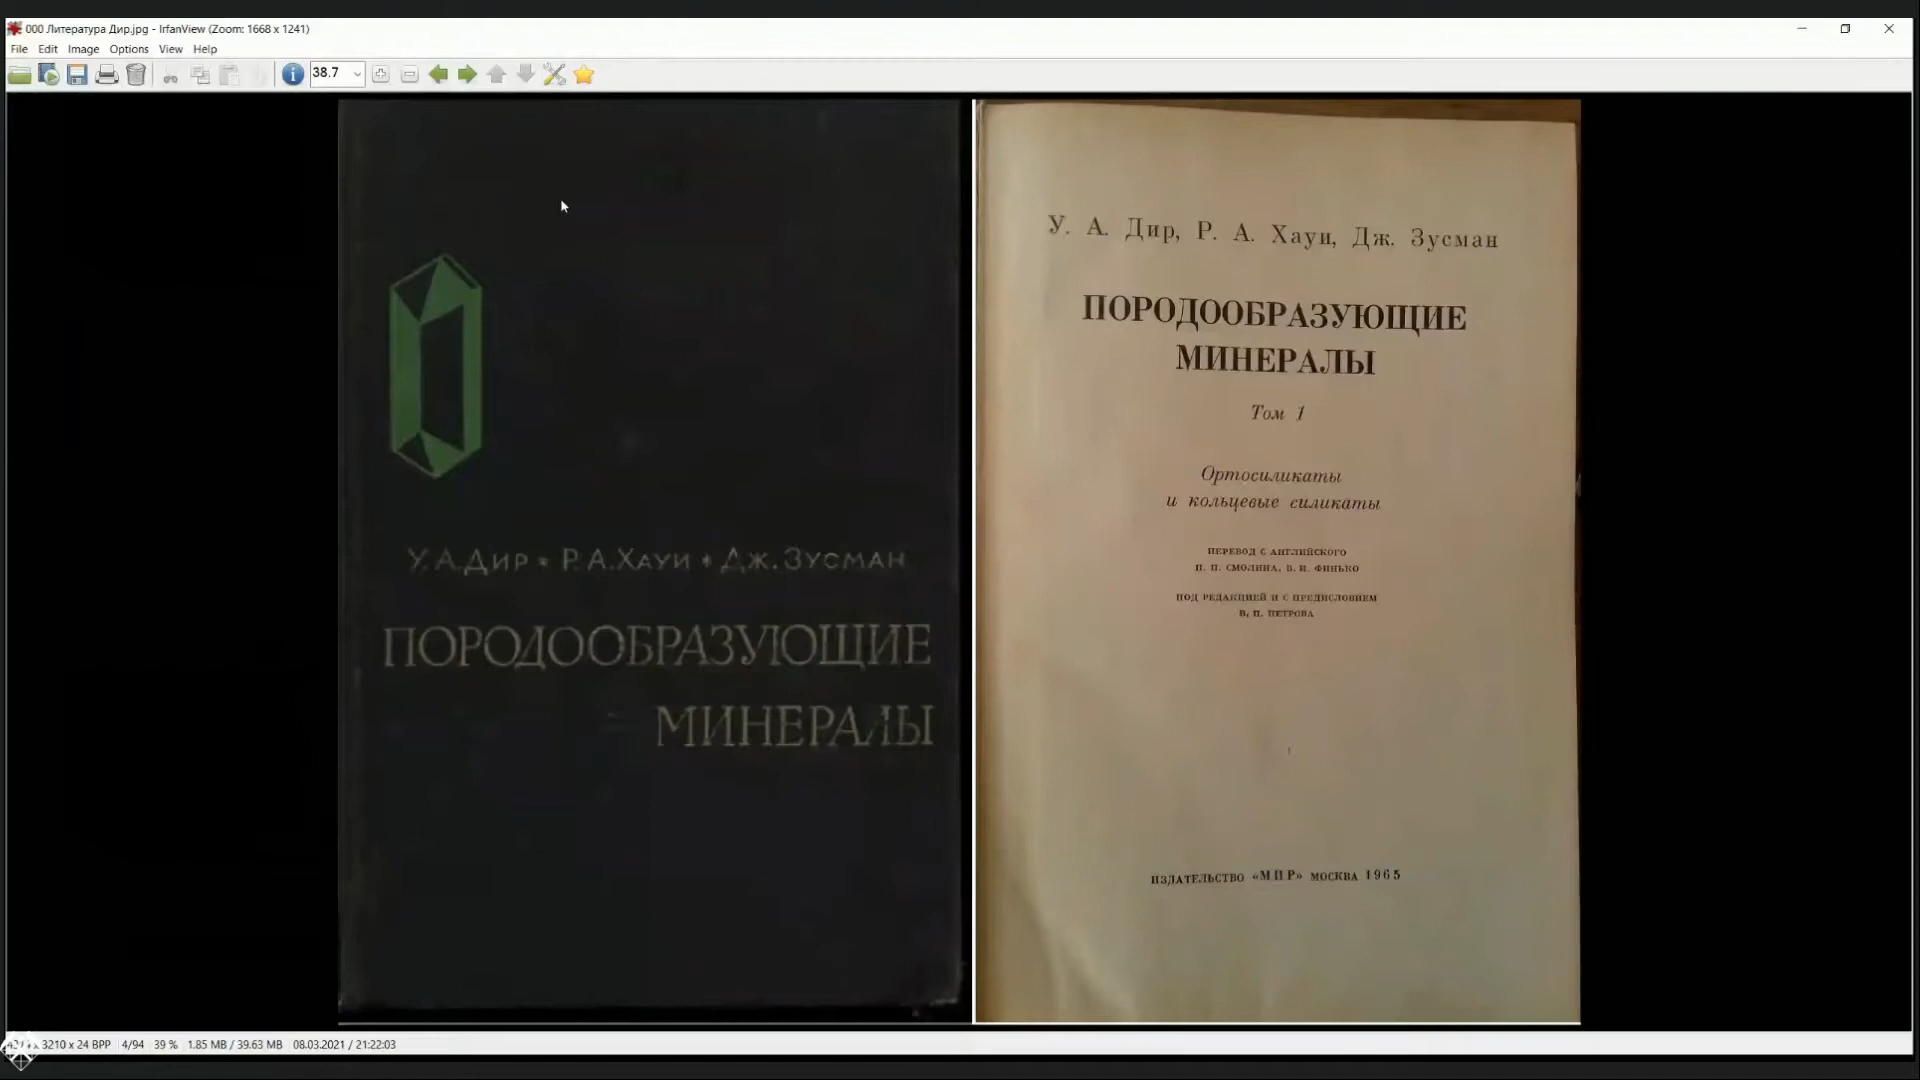 000 Литература Дир.jpg - IrfanView (Zoom: 1668 x 1241)
File Edit Image Options View Help
38.7
У. А. ДИР * Р. А. ХАУИ * ДЖ. ЗУСМАН
ПОРОДООБРАЗУЮЩИЕ
МИНЕРАЛЫ
У. А. Дир, Р. А. Хауи, Дж. Зусман
ПОРОДООБРАЗУЮЩИЕ
МИНЕРАЛЫ
Том 1
Ортосиликаты
и кольцевые силикаты
ПЕРЕВОД С АНГЛИЙСКОГО
П. П. СМОЛИНА, В. И. ФИНЬКО
ПОД РЕДАКЦИЕЙ И С ПРЕДИСЛОВИЕМ
В. П. ПЕТРОВА
ИЗДАТЕЛЬСТВО «МИР» МОСКВА 1965
x 3210 x 24 BPP 4/94 39 % 1.85 MB / 39.63 MB 08.03.2021 / 21:22:03